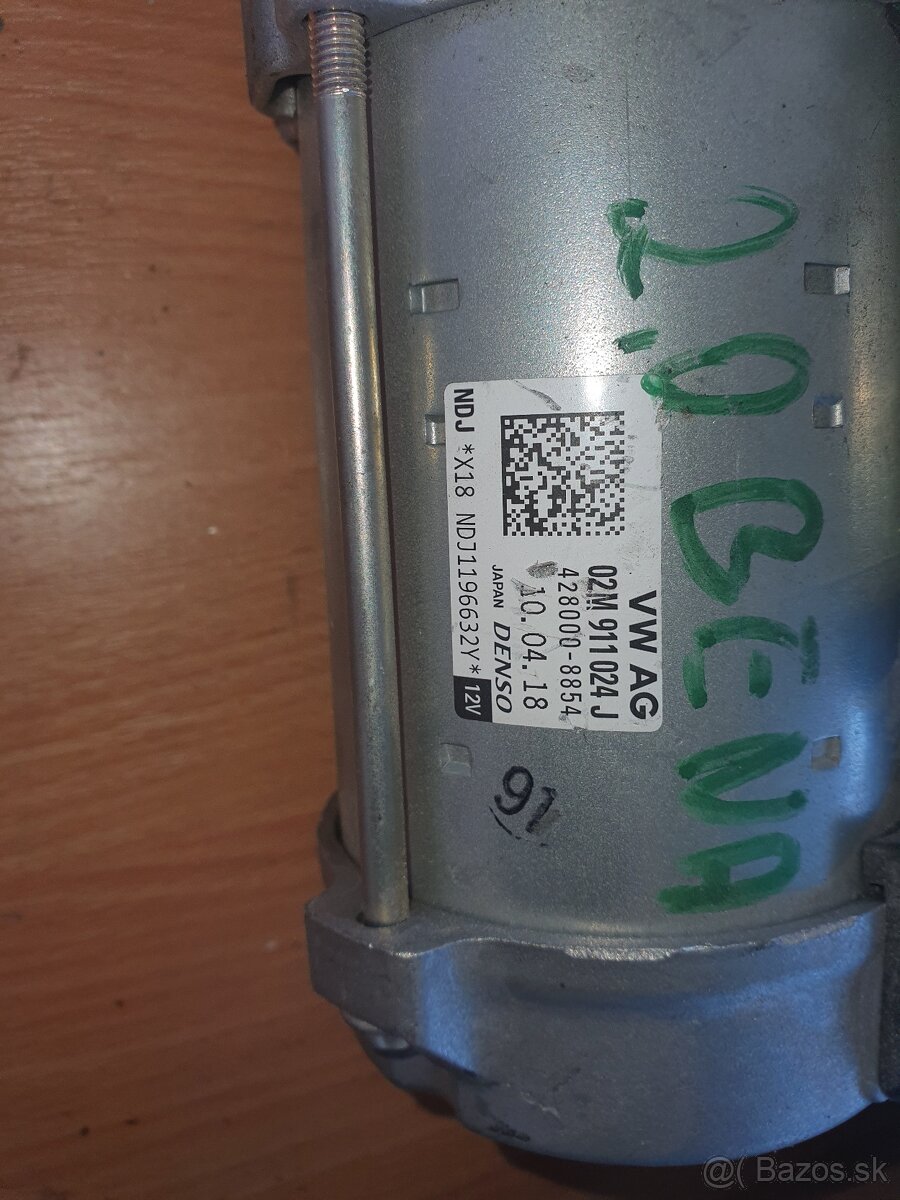 2.0 BENA
VW AG
02M 911 024 J
428000-8854
10.04.18
JAPAN DENSO
NDJ *X18 NDJ1196632Y* 12V
91
@( Bazos.sk